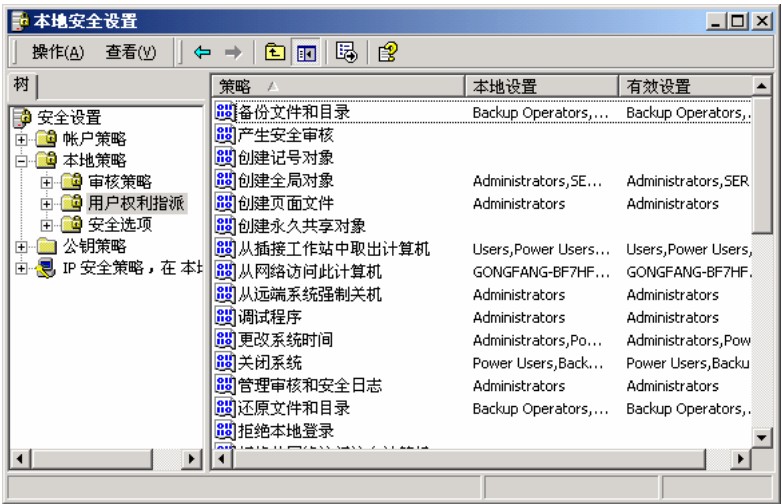 本地安全设置
操作(A) 查看(V)
树
策略 本地设置 有效设置
安全设置
帐户策略
本地策略
审核策略
用户权利指派
安全选项
公钥策略
IP 安全策略，在 本地
备份文件和目录 Backup Operators,... Backup Operators,.
产生安全审核
创建记号对象
创建全局对象 Administrators,SE... Administrators,SER
创建页面文件 Administrators Administrators
创建永久共享对象
从插接工作站中取出计算机 Users,Power Users... Users,Power Users,
从网络访问此计算机 GONGFANG-BF7HF... GONGFANG-BF7HF.
从远端系统强制关机 Administrators Administrators
调试程序 Administrators Administrators
更改系统时间 Administrators,Po... Administrators,Pow
关闭系统 Power Users,Back... Power Users,Backu
管理审核和安全日志 Administrators Administrators
还原文件和目录 Backup Operators,... Backup Operators,.
拒绝本地登录